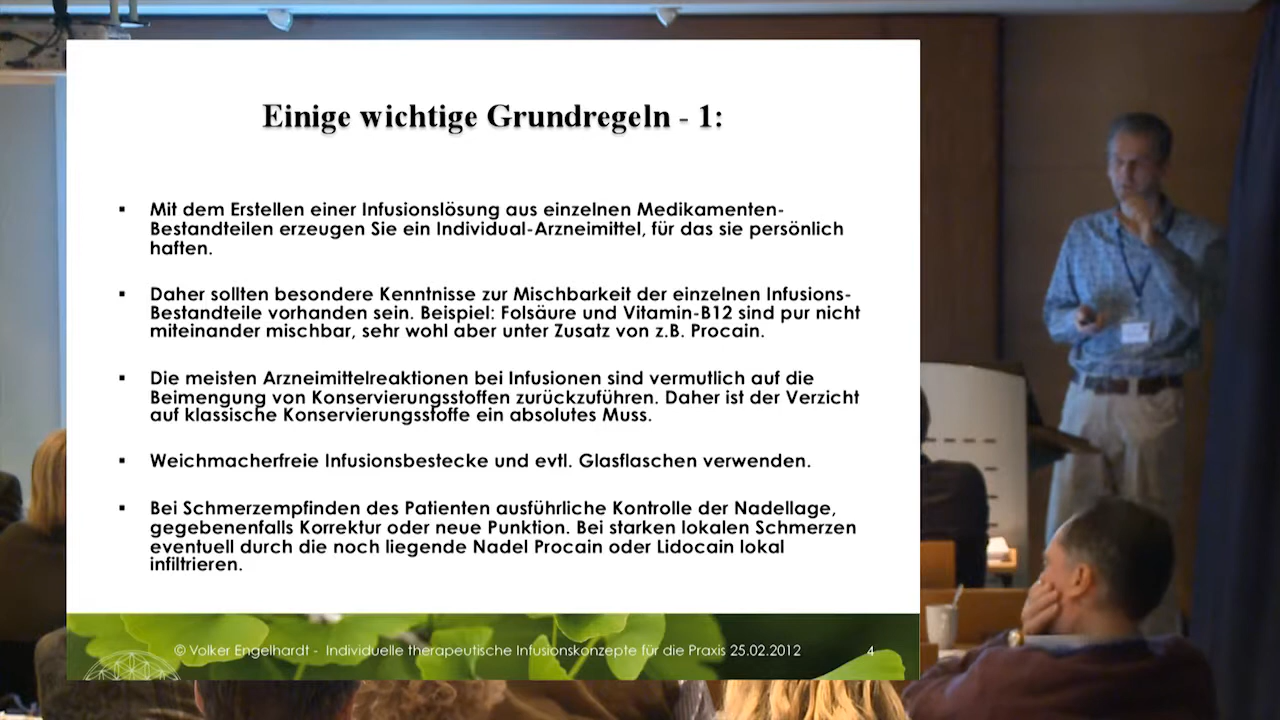 Einige wichtige Grundregeln - 1:
▪ Mit dem Erstellen einer Infusionslösung aus einzelnen Medikamenten-
Bestandteilen erzeugen Sie ein Individual-Arzneimittel, für das sie persönlich
haften.
▪ Daher sollten besondere Kenntnisse zur Mischbarkeit der einzelnen Infusions-
Bestandteile vorhanden sein. Beispiel: Folsäure und Vitamin-B12 sind pur nicht
miteinander mischbar, sehr wohl aber unter Zusatz von z.B. Procain.
▪ Die meisten Arzneimittelreaktionen bei Infusionen sind vermutlich auf die
Beimengung von Konservierungsstoffen zurückzuführen. Daher ist der Verzicht
auf klassische Konservierungsstoffe ein absolutes Muss.
▪ Weichmacherfreie Infusionsbestecke und evtl. Glasflaschen verwenden.
▪ Bei Schmerzempfinden des Patienten ausführliche Kontrolle der Nadellage,
gegebenenfalls Korrektur oder neue Punktion. Bei starken lokalen Schmerzen
eventuell durch die noch liegende Nadel Procain oder Lidocain lokal
infiltrieren.
© Volker Engelhardt - Individuelle therapeutische Infusionskonzepte für die Praxis 25.02.2012 4